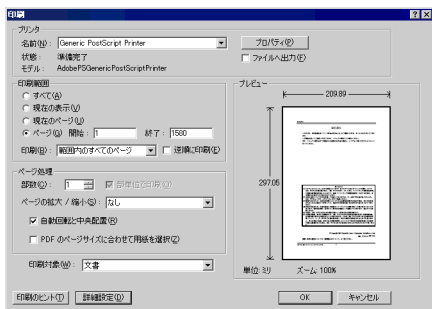 印刷
プリンタ
名前(N): Generic PostScript Printer
プロパティ(P)
状態: 準備完了
ファイルへ出力(F)
モデル: AdobePSGenericPostScriptPrinter
印刷範囲
すべて(A)
現在の表示(V)
現在のページ(U)
ページ(G) 開始: 1 終了: 1580
印刷(R): 範囲内のすべてのページ
逆順に印刷(E)
ページ処理
部数(C): 1
部単位で印刷(O)
ページの拡大 / 縮小(S): なし
自動回転と中央配置(R)
PDF のページサイズに合わせて用紙を選択(Z)
印刷対象(W): 文書
プレビュー
209.89
297.05
単位: ミリ
ズーム: 100%
印刷のヒント(T)
詳細設定(D)
OK
キャンセル